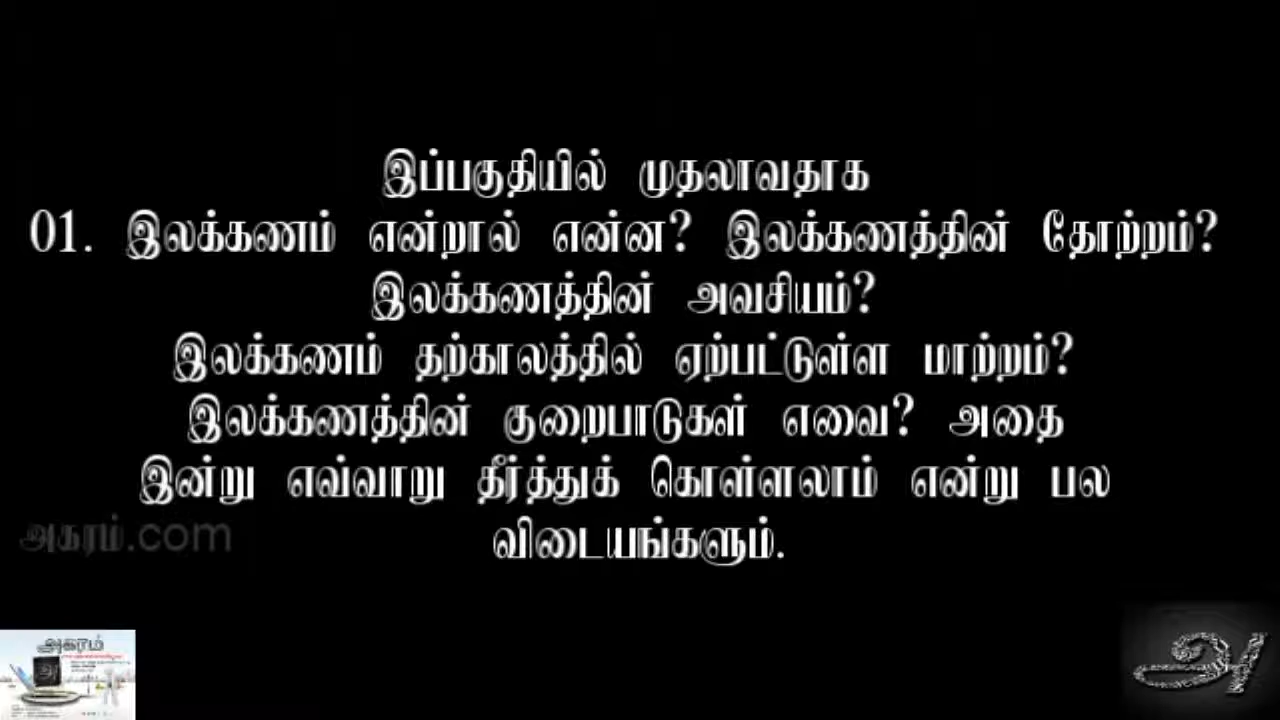 இப்பகுதியில் முதலாவதாக
01. இலக்கணம் என்றால் என்ன? இலக்கணத்தின் தோற்றம்?
இலக்கணத்தின் அவசியம்?
இலக்கணம் தற்காலத்தில் ஏற்பட்டுள்ள மாற்றம்?
இலக்கணத்தின் குறைபாடுகள் எவை? அதை
இன்று எவ்வாறு தீர்த்துக் கொள்ளலாம் என்று பல
விடையங்களும்.
அகரம்.com
அகரம்
அ